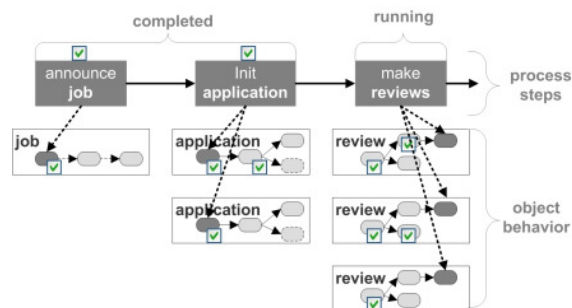 completed
running
announce
job
Init
application
make
reviews
process
steps
job
application
review
application
review
object
behavior
review